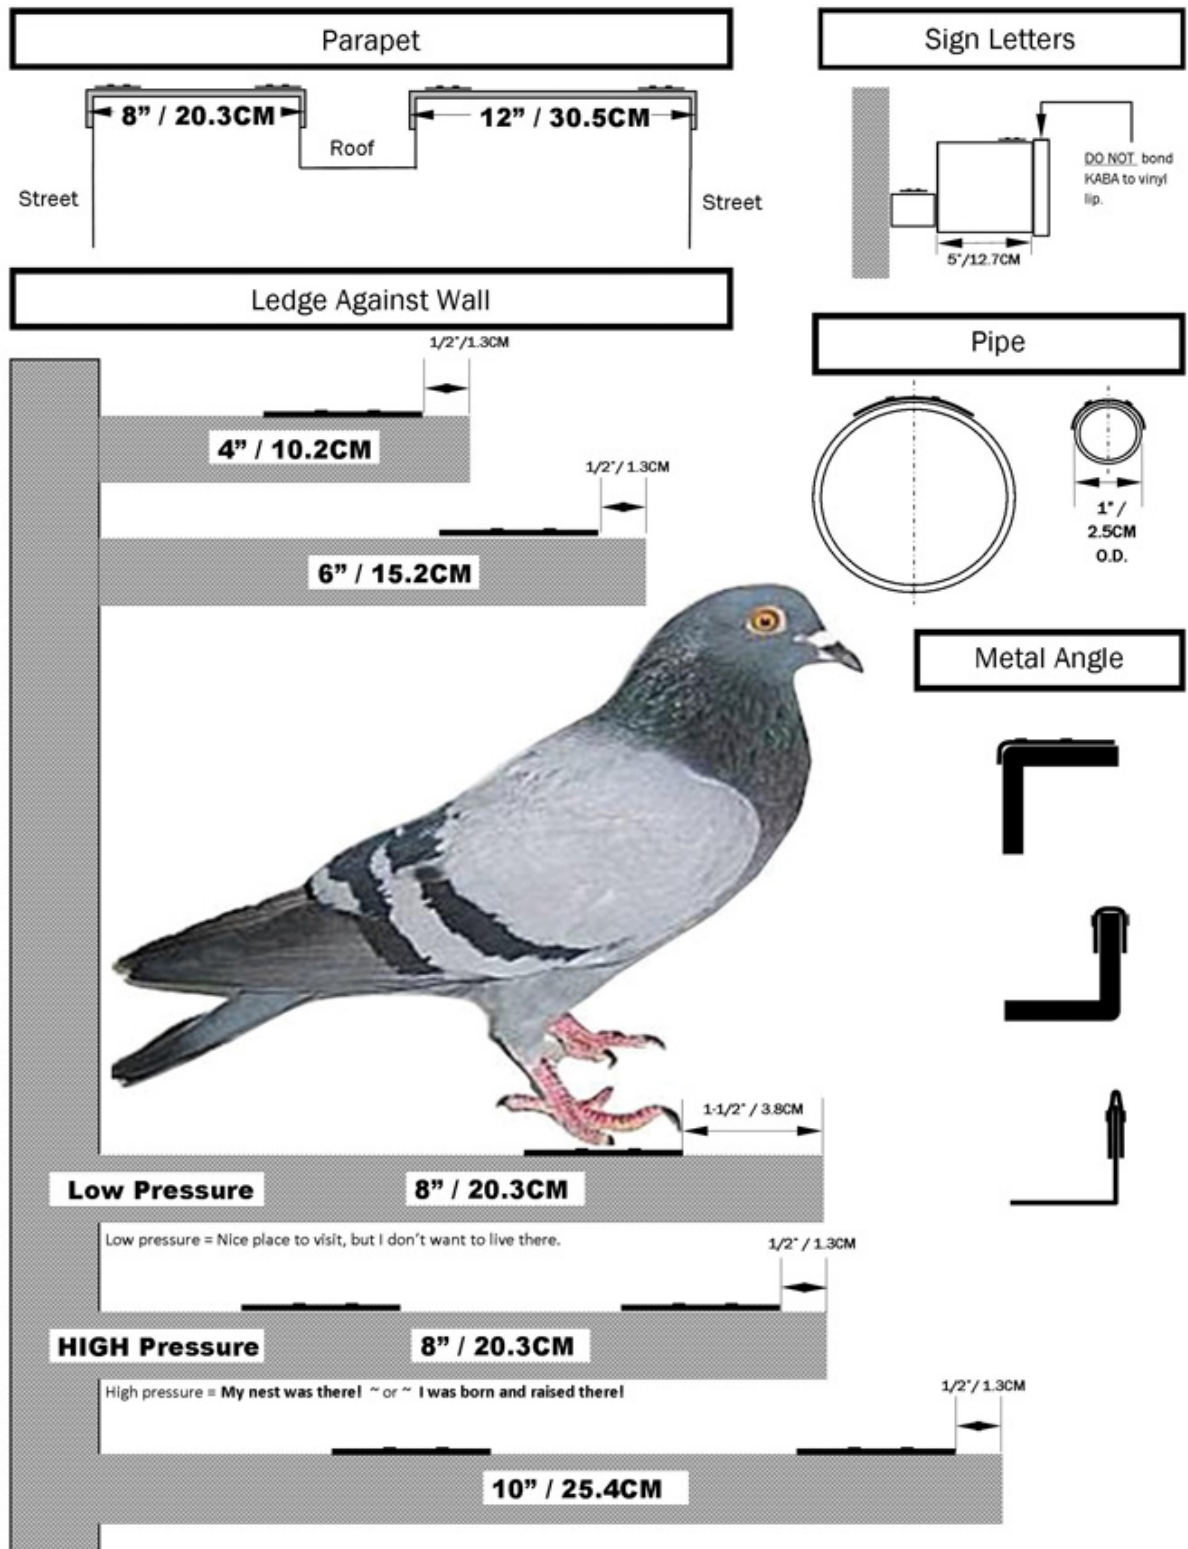 Parapet
8” / 20.3CM
12” / 30.5CM
Roof
Street
Street
Sign Letters
DO NOT bond
KABA to vinyl
lip.
5"/12.7CM
Ledge Against Wall
1/2"/1.3CM
4” / 10.2CM
1/2"/ 1.3CM
6” / 15.2CM
Pipe
1" /
2.5CM
O.D.
Metal Angle
1-1/2" / 3.8CM
Low Pressure
8” / 20.3CM
Low pressure = Nice place to visit, but I don’t want to live there.
1/2" / 1.3CM
HIGH Pressure
8” / 20.3CM
High pressure = My nest was there! ~ or ~ I was born and raised there!
1/2"/ 1.3CM
10” / 25.4CM